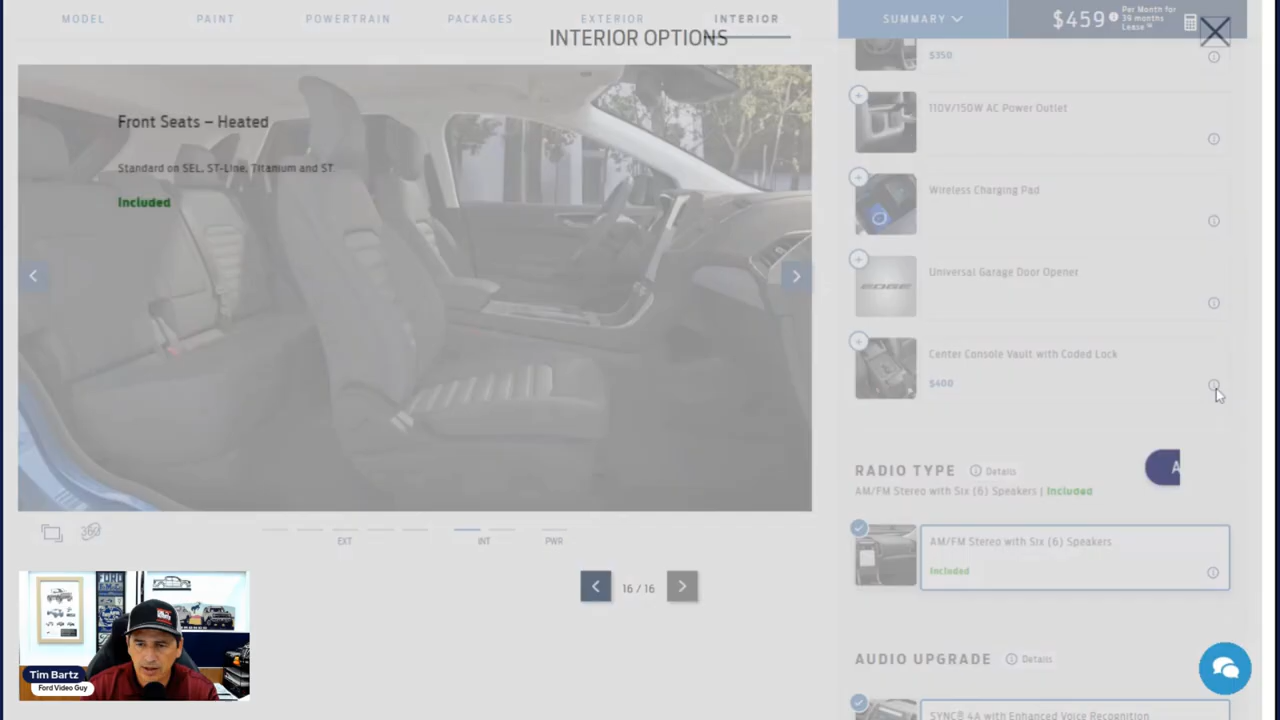 MODEL
PAINT
POWERTRAIN
PACKAGES
EXTERIOR
INTERIOR
SUMMARY
$459
Per Month for
39 months
Lease
INTERIOR OPTIONS
Front Seats – Heated
Standard on SEL, ST-Line, Titanium and ST
Included
360
EXT
INT
PWR
16 / 16
$350
110V/150W AC Power Outlet
Wireless Charging Pad
Universal Garage Door Opener
Center Console Vault with Coded Lock
$400
RADIO TYPE
Details
AM/FM Stereo with Six (6) Speakers | Included
A
AM/FM Stereo with Six (6) Speakers
Included
AUDIO UPGRADE
Details
SYNC® 4A with Enhanced Voice Recognition
FORD
Tim Bartz
Ford Video Guy